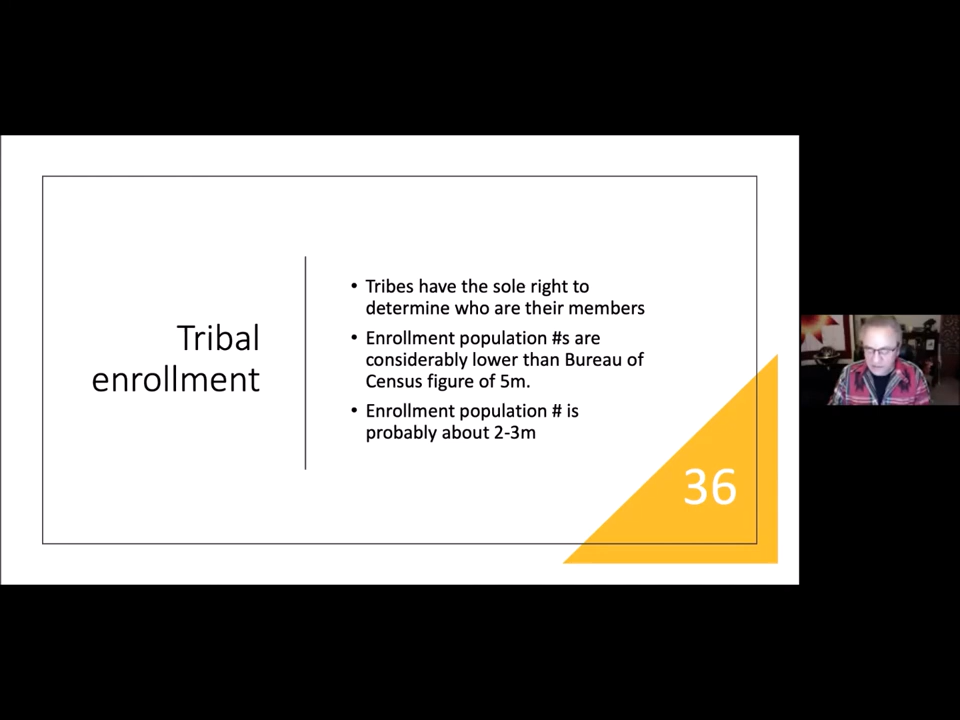 Tribal
enrollment
• Tribes have the sole right to
determine who are their members
• Enrollment population #s are
considerably lower than Bureau of
Census figure of 5m.
• Enrollment population # is
probably about 2-3m
36